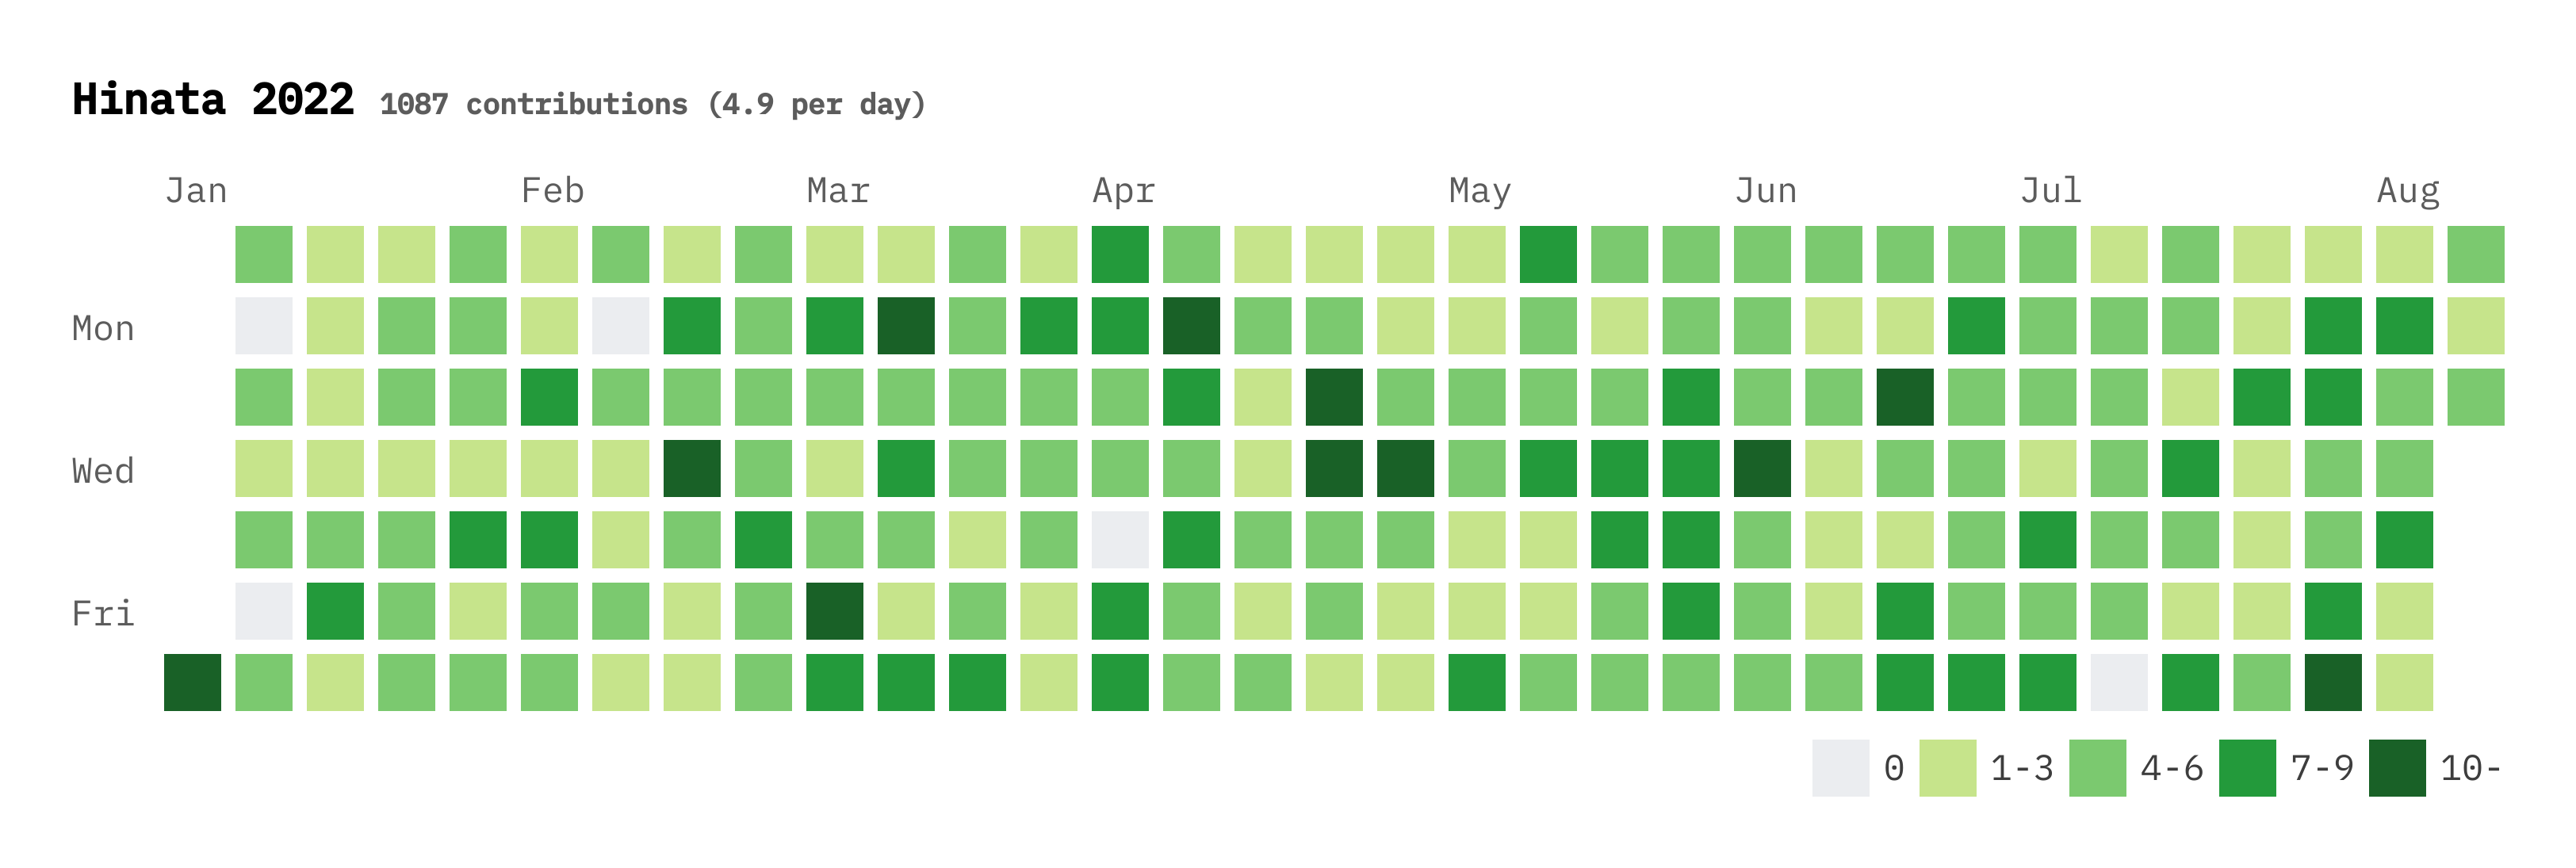 Hinata 2022 1087 contributions (4.9 per day)
Jan Feb Mar Apr May Jun Jul Aug
Mon
Wed
Fri
0 1-3 4-6 7-9 10-